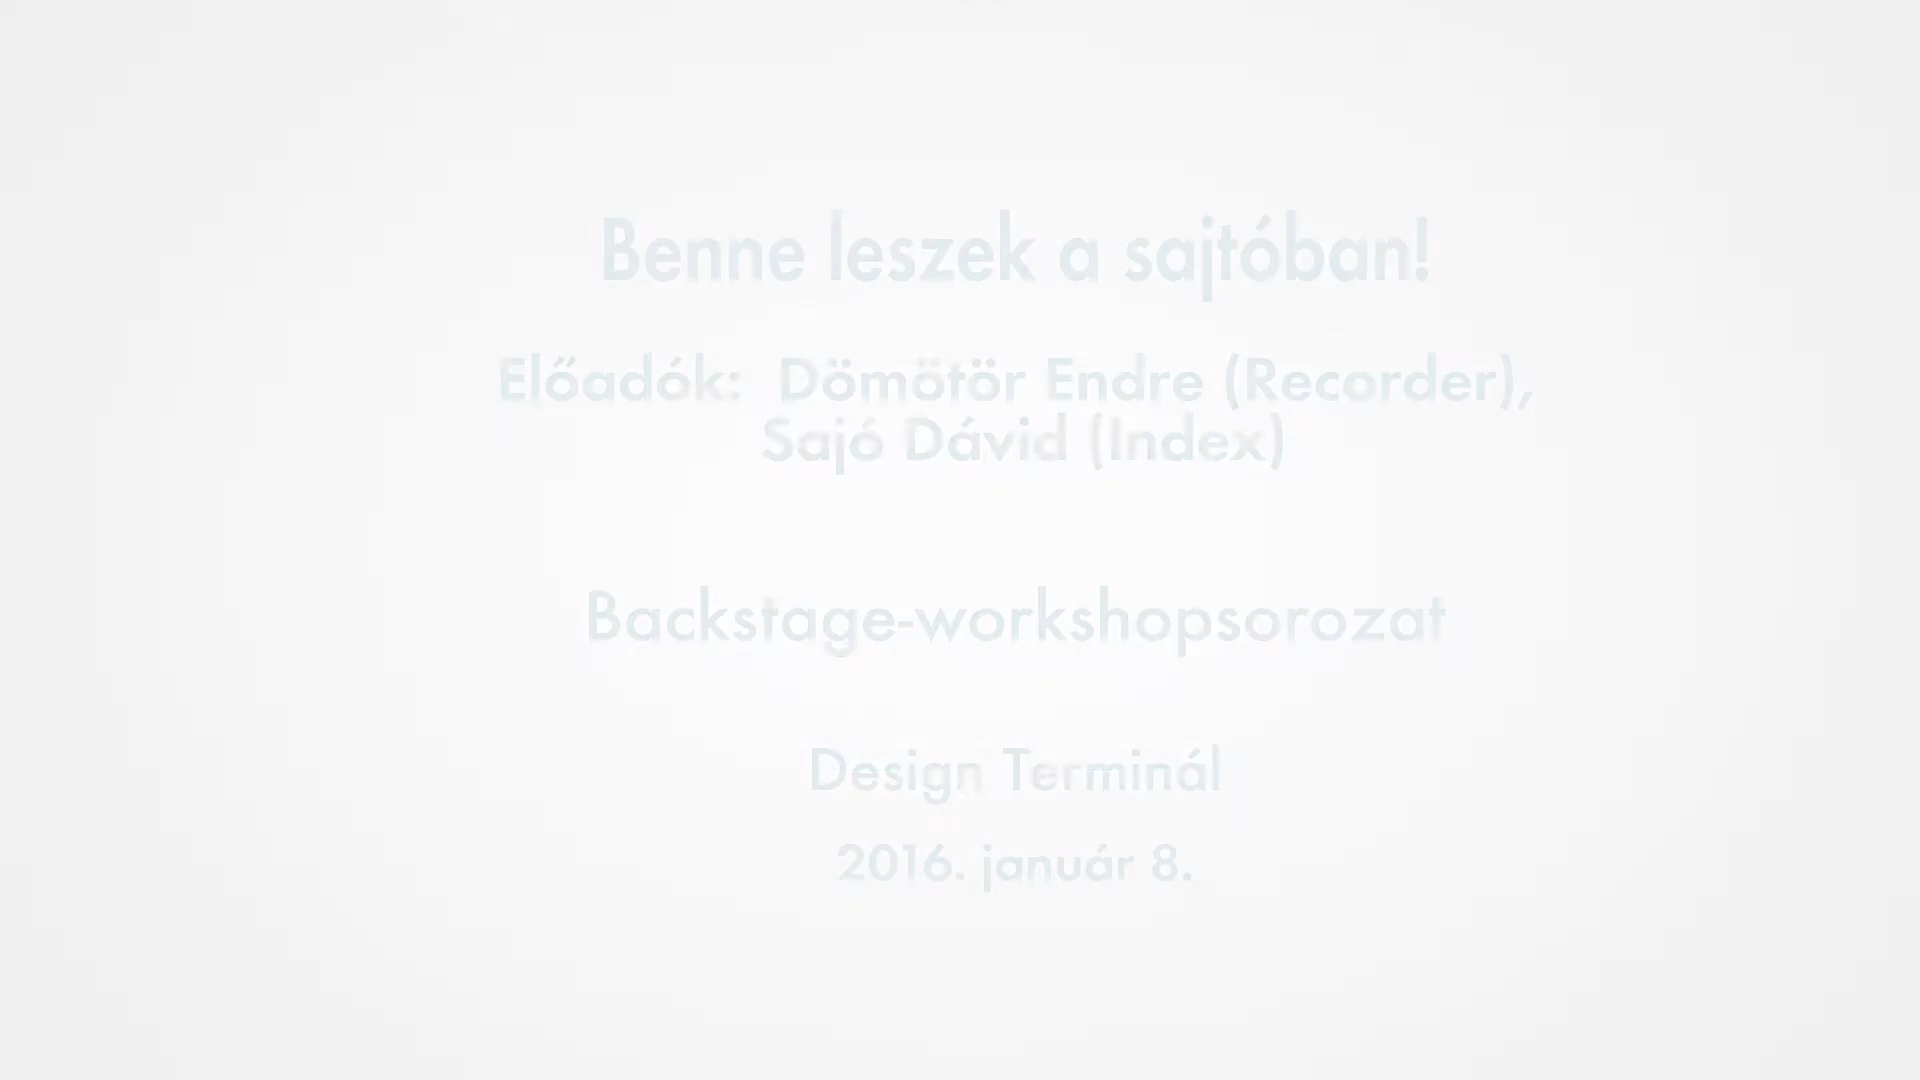 Benne leszek a sajtóban!
Előadók: Dömötör Endre (Recorder),
Sajó Dávid (Index)
Backstage-workshopsorozat
Design Terminál
2016. január 8.